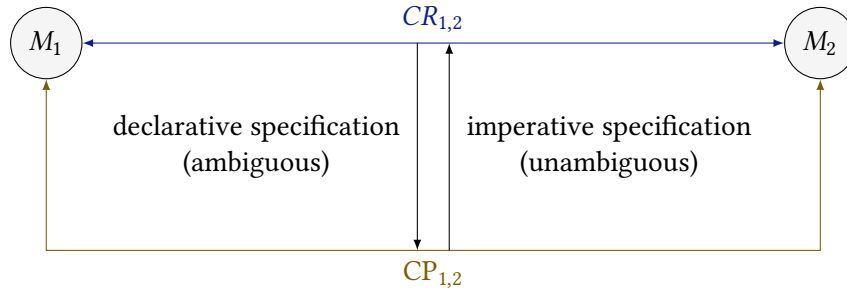 CR1,2
M1
M2
declarative specification
(ambiguous)
imperative specification
(unambiguous)
CP1,2